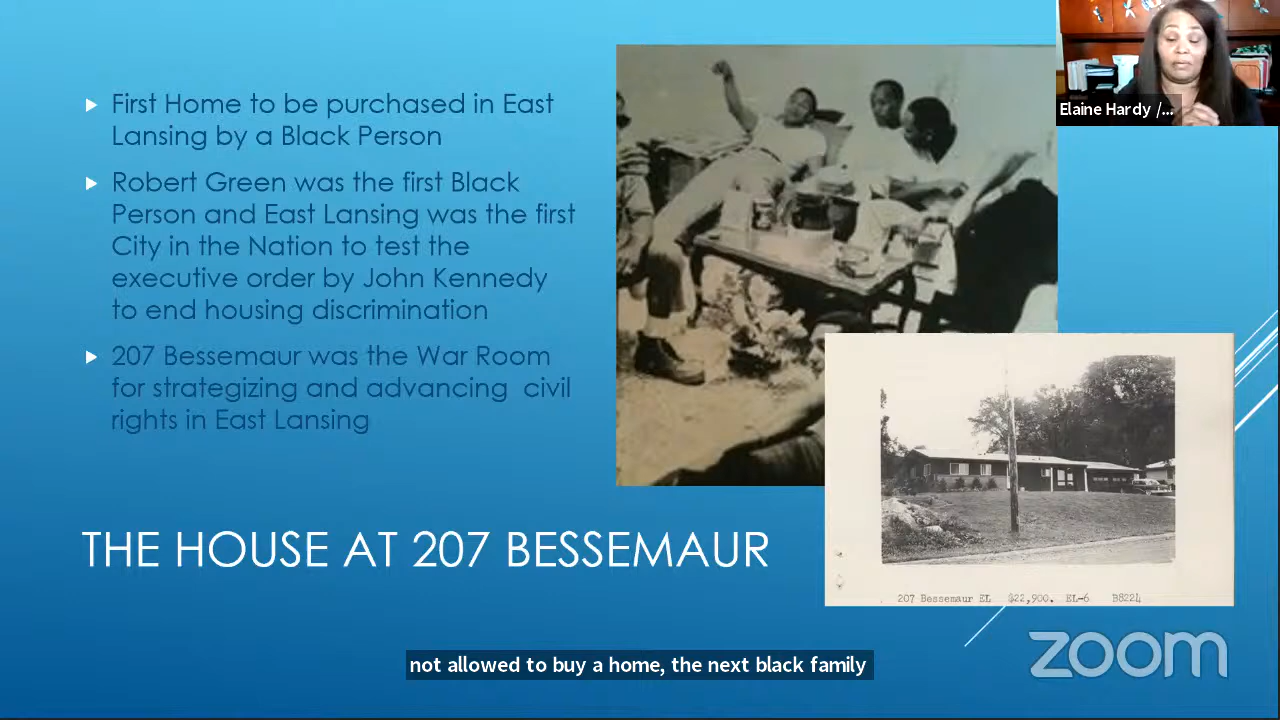 Elaine Hardy /...
First Home to be purchased in East
Lansing by a Black Person
Robert Green was the first Black
Person and East Lansing was the first
City in the Nation to test the
executive order by John Kennedy
to end housing discrimination
207 Bessemaur was the War Room
for strategizing and advancing civil
rights in East Lansing
THE HOUSE AT 207 BESSEMAUR
207 Bessemaur EL $22,900. EL-6 B8224
zoom
not allowed to buy a home, the next black family